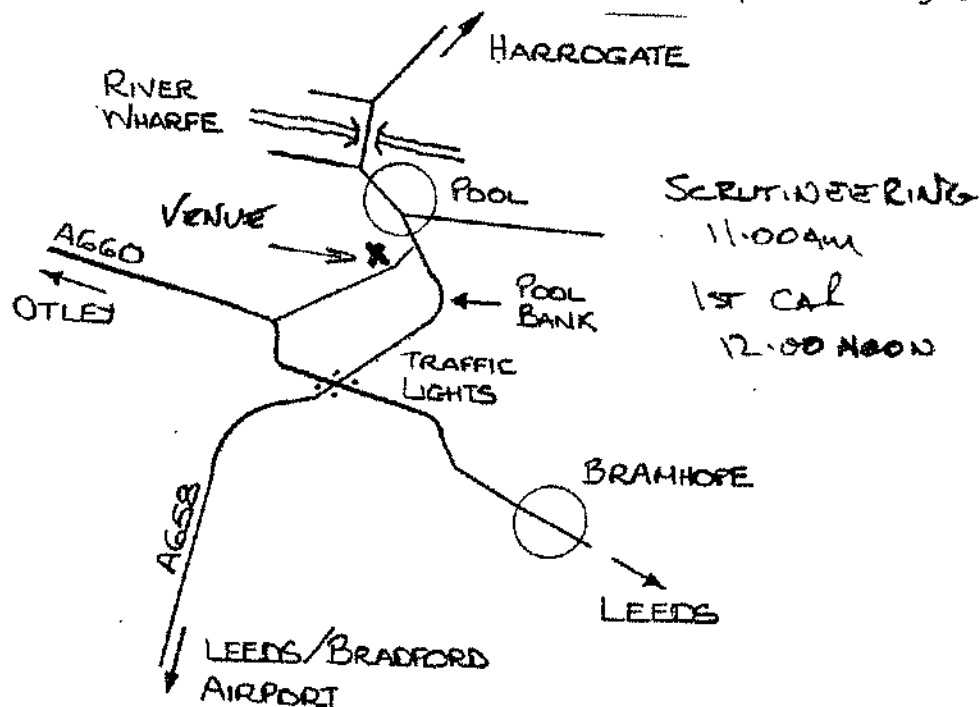 HARROGATE
RIVER
WHARFE
POOL
SCRUTINEERING
11.00AM
1ST CAR
12.00 NOON
VENUE
A660
OTLEY
POOL
BANK
TRAFFIC
LIGHTS
BRAMHOPE
A658
LEEDS
LEEDS/BRADFORD
AIRPORT